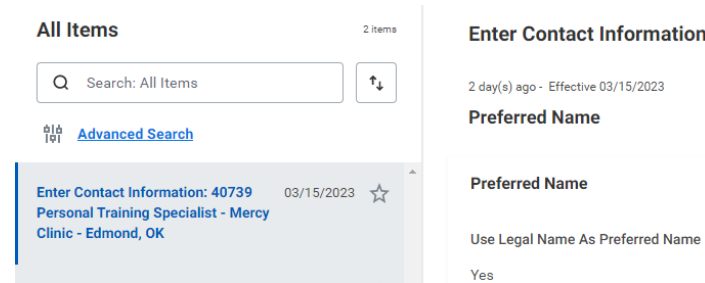 All Items
2 items
Search: All Items
Advanced Search
Enter Contact Information: 40739
Personal Training Specialist - Mercy
Clinic - Edmond, OK
03/15/2023
Enter Contact Information
2 day(s) ago - Effective 03/15/2023
Preferred Name
Preferred Name
Use Legal Name As Preferred Name
Yes